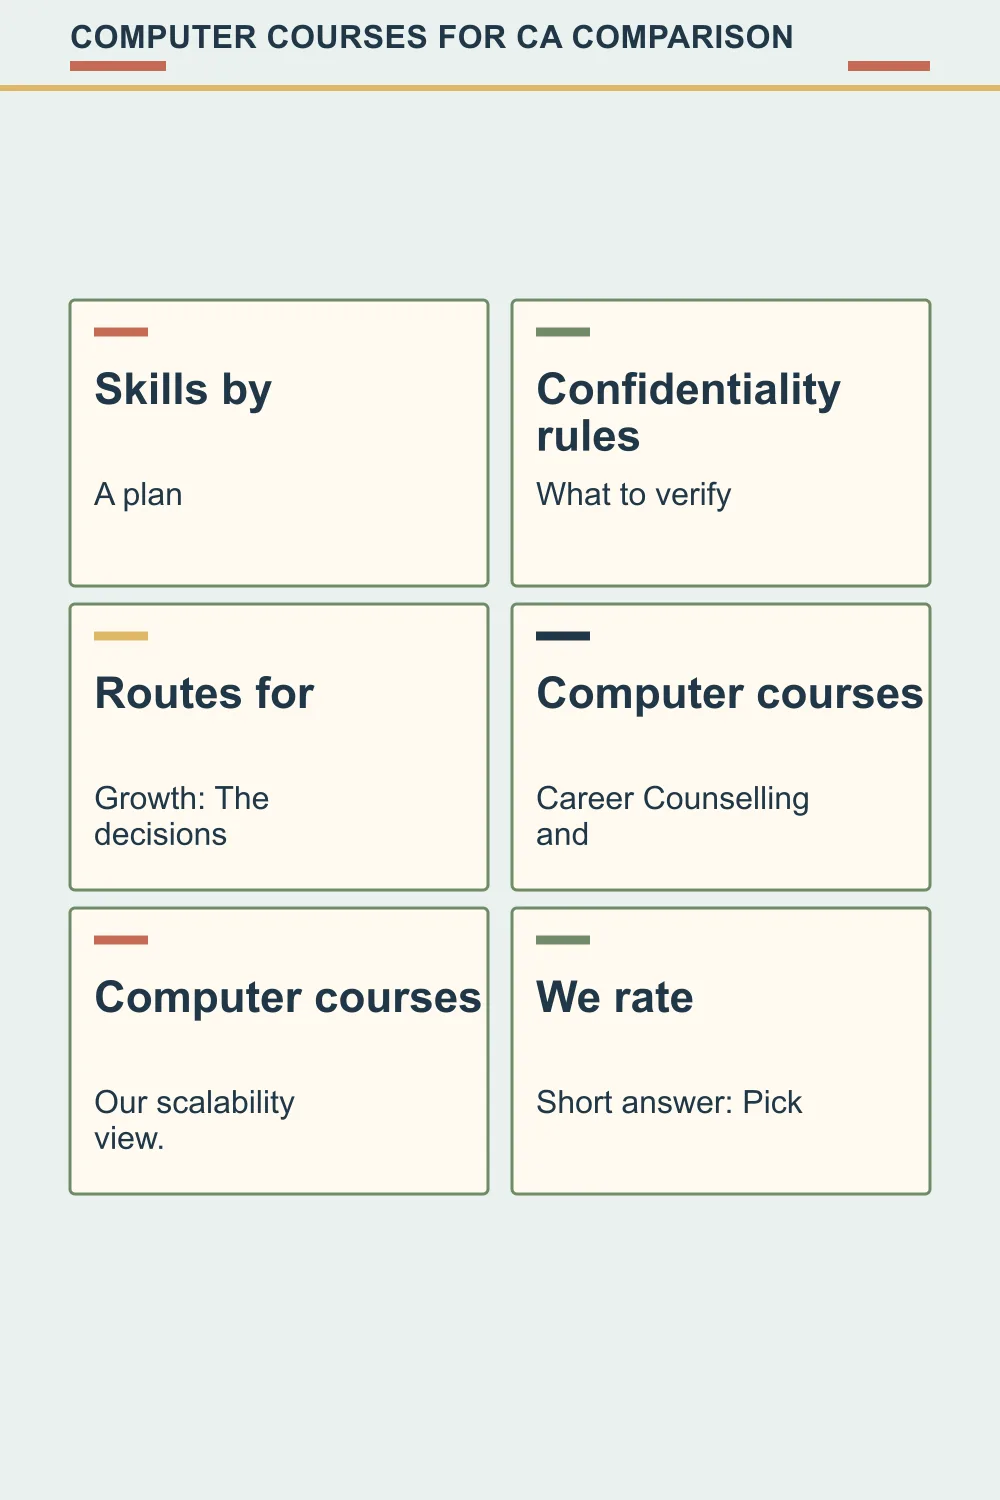 COMPUTER COURSES FOR CA COMPARISON
Skills by
A plan
Confidentiality
rules
What to verify
Routes for
Growth: The
decisions
Computer courses
Career Counselling
and
Computer courses
Our scalability
view.
We rate
Short answer: Pick